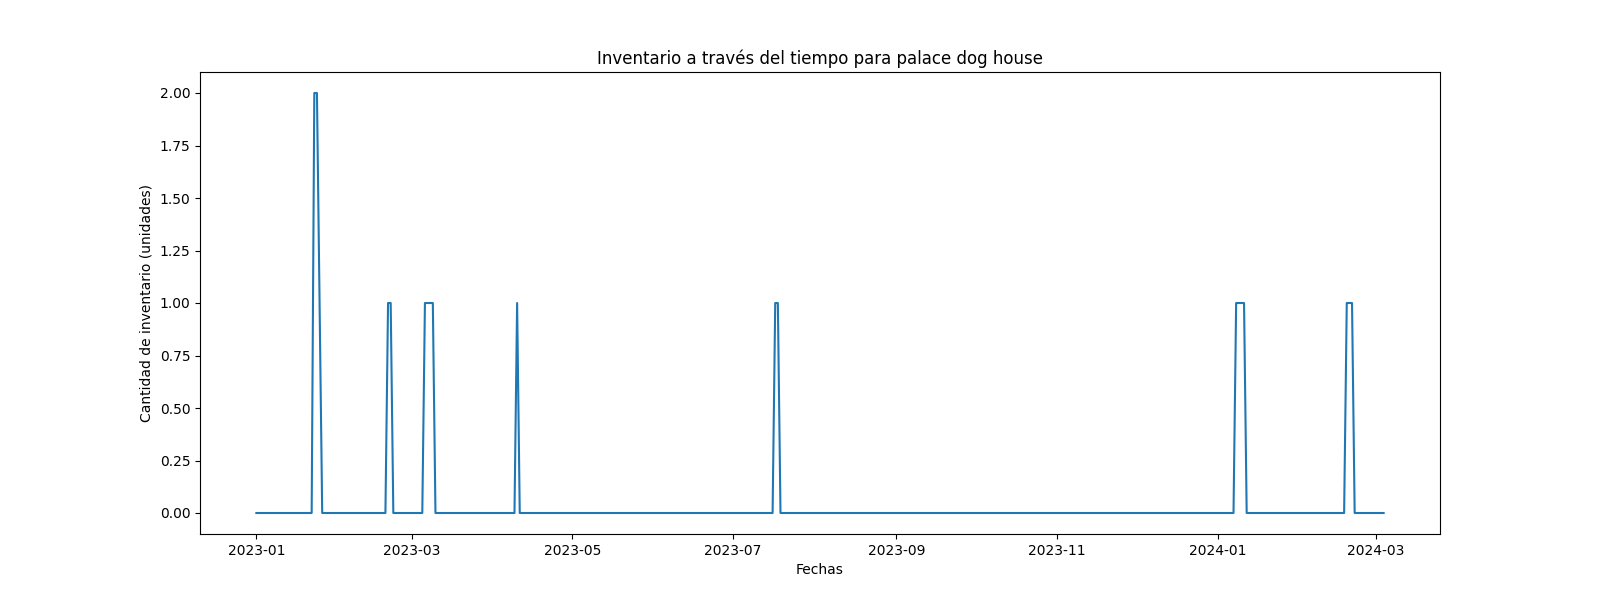 Inventario a través del tiempo para palace dog house
Cantidad de inventario (unidades)
2.00
1.75
1.50
1.25
1.00
0.75
0.50
0.25
0.00
2023-01 2023-03 2023-05 2023-07 2023-09 2023-11 2024-01 2024-03
Fechas